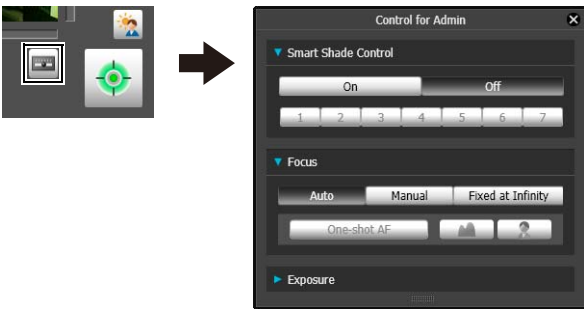 Control for Admin
Smart Shade Control
On Off
1 2 3 4 5 6 7
Focus
Auto Manual Fixed at Infinity
One-shot AF
Exposure